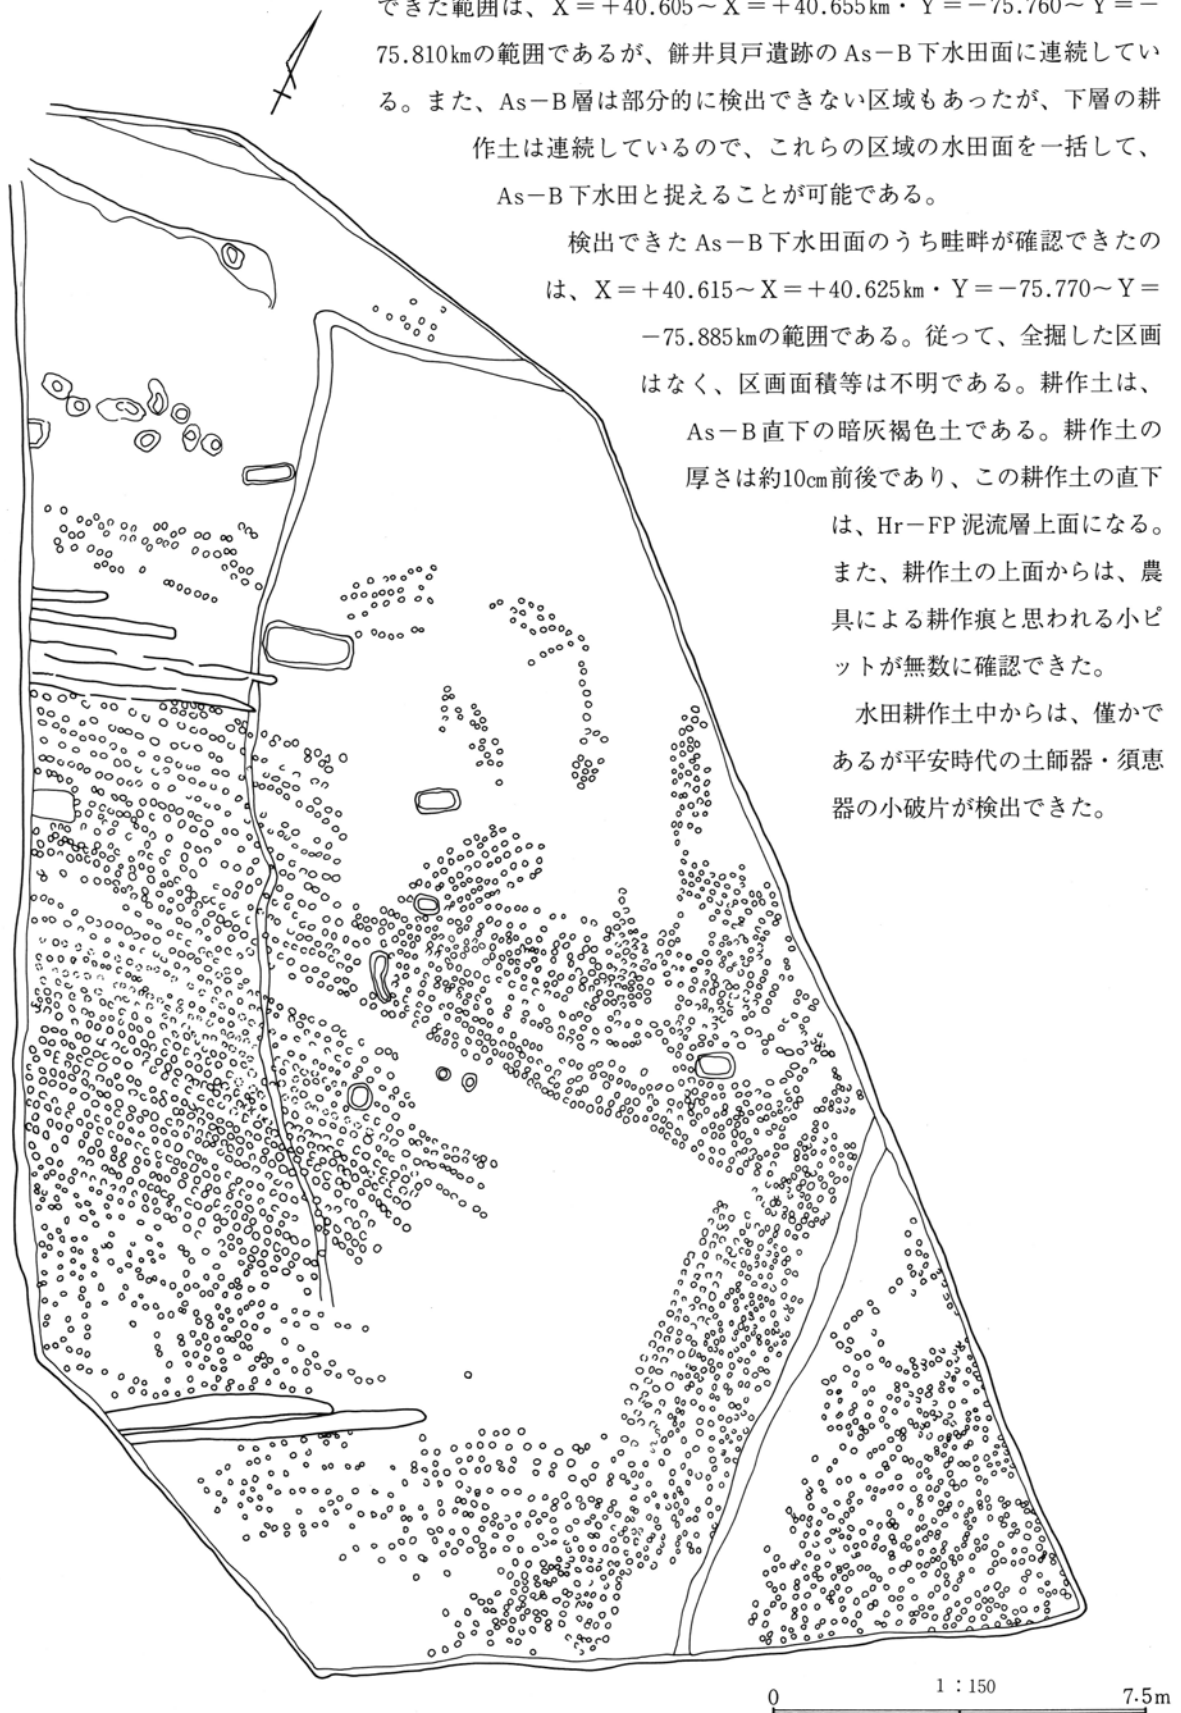 できた範囲は、X＝+40.605～X＝+40.655㎞・Y＝−75.760～Y＝−
75.810㎞の範囲であるが、餅井貝戸遺跡のAs−B下水田面に連続してい
る。また、As−B層は部分的に検出できない区域もあったが、下層の耕
作土は連続しているので、これらの区域の水田面を一括して、
As−B下水田と捉えることが可能である。
検出できたAs−B下水田面のうち畦畔が確認できたの
は、X＝+40.615～X＝+40.625㎞・Y＝−75.770～Y＝
−75.885㎞の範囲である。従って、全掘した区画
はなく、区画面積等は不明である。耕作土は、
As−B直下の暗灰褐色土である。耕作土の
厚さは約10㎝前後であり、この耕作土の直下
は、Hr−FP泥流層上面になる。
また、耕作土の上面からは、農
具による耕作痕と思われる小ピ
ットが無数に確認できた。
水田耕作土中からは、僅かで
あるが平安時代の土師器・須恵
器の小破片が検出できた。
1：150
0 7.5m